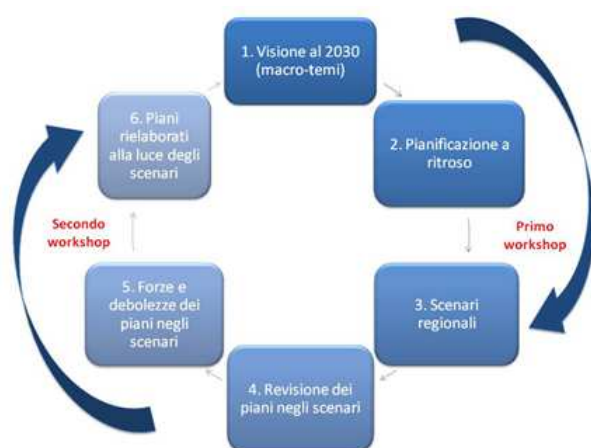 1. Visione al 2030
(macro-temi)
2. Pianificazione a
ritroso
Primo
workshop
3. Scenari
regionali
4. Revisione dei
piani negli scenari
5. Forze e
debolezze dei
piani negli
scenari
Secondo
workshop
6. Piani
rielaborati
alla luce degli
scenari